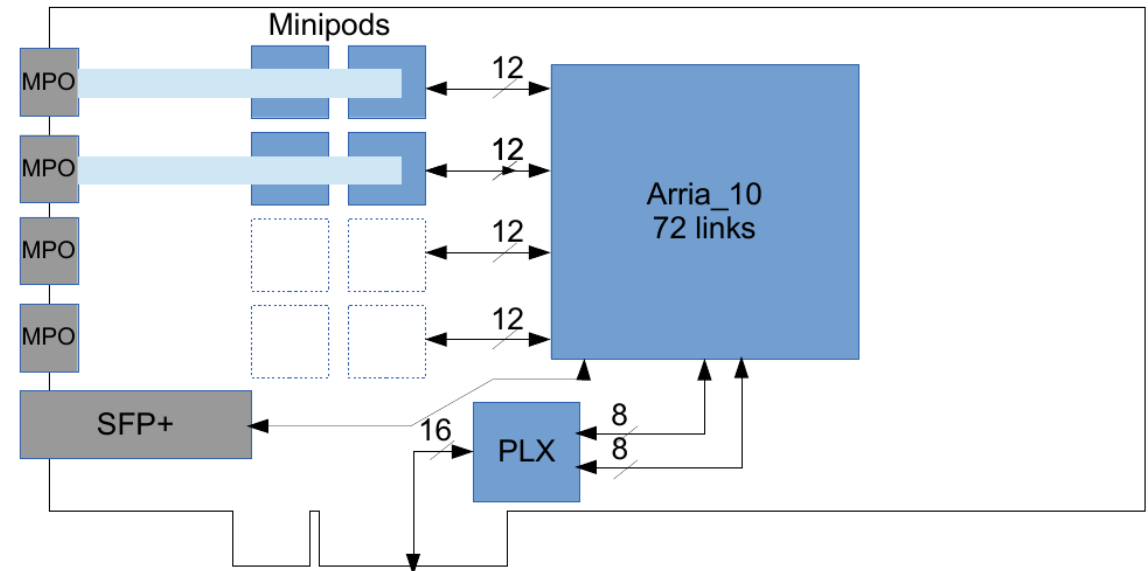 Minipods
MPO
12
MPO
12
Arria_10
72 links
MPO
12
MPO
12
SFP+
16
PLX
8
8